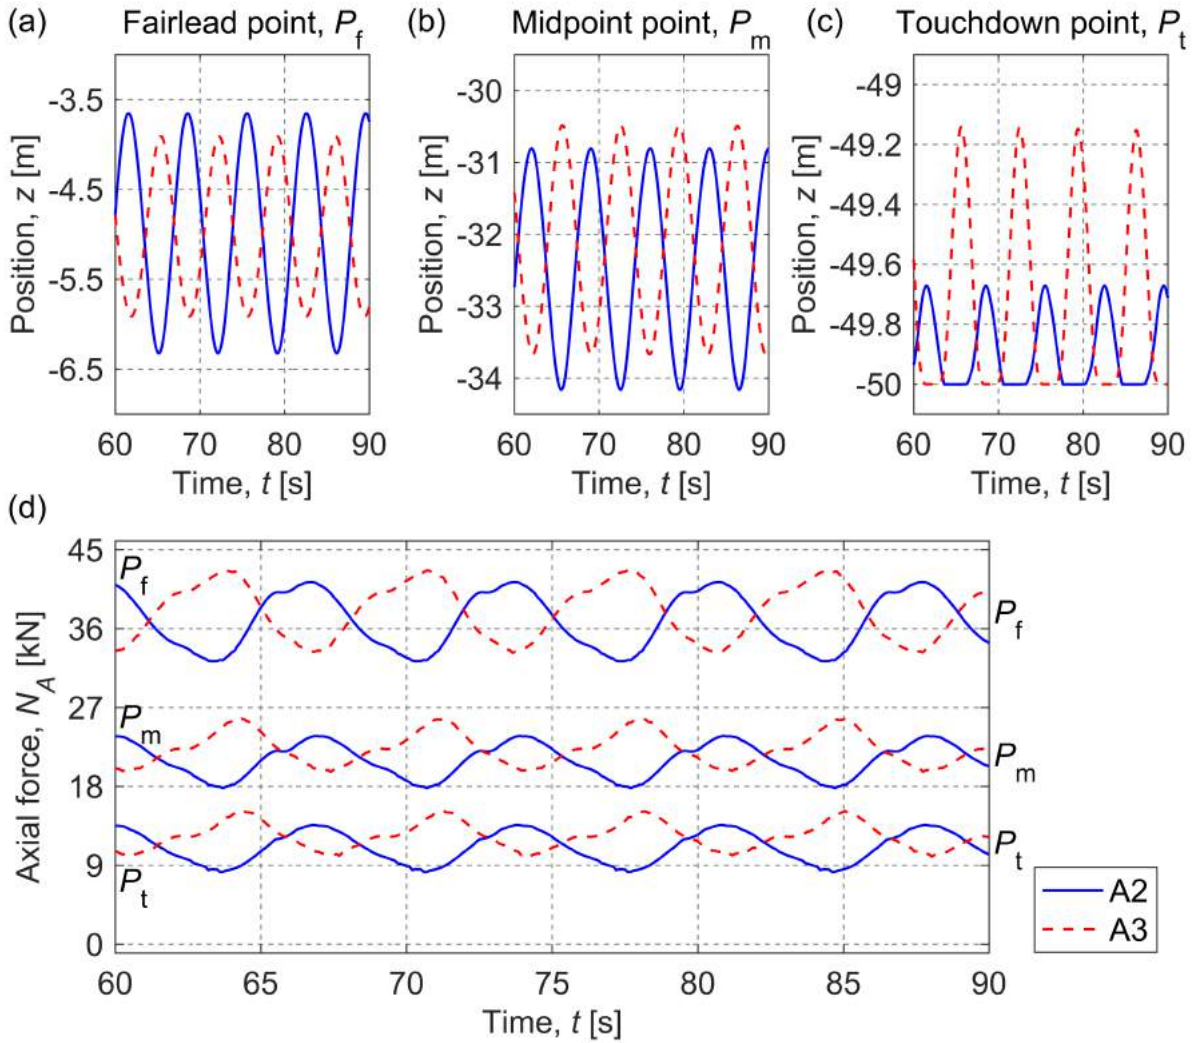 (a) Fairlead point, Pf
-3.5
-4.5
-5.5
-6.5
Position, z [m]
60 70 80 90
Time, t [s]
(b) Midpoint point, Pm
-30
-31
-32
-33
-34
Position, z [m]
60 70 80 90
Time, t [s]
(c) Touchdown point, Pt
-49
-49.2
-49.4
-49.6
-49.8
-50
Position, z [m]
60 70 80 90
Time, t [s]
(d)
45
36
27
18
9
0
Axial force, NA [kN]
Pf
Pf
Pm
Pm
Pt
Pt
60 65 70 75 80 85 90
Time, t [s]
A2
A3